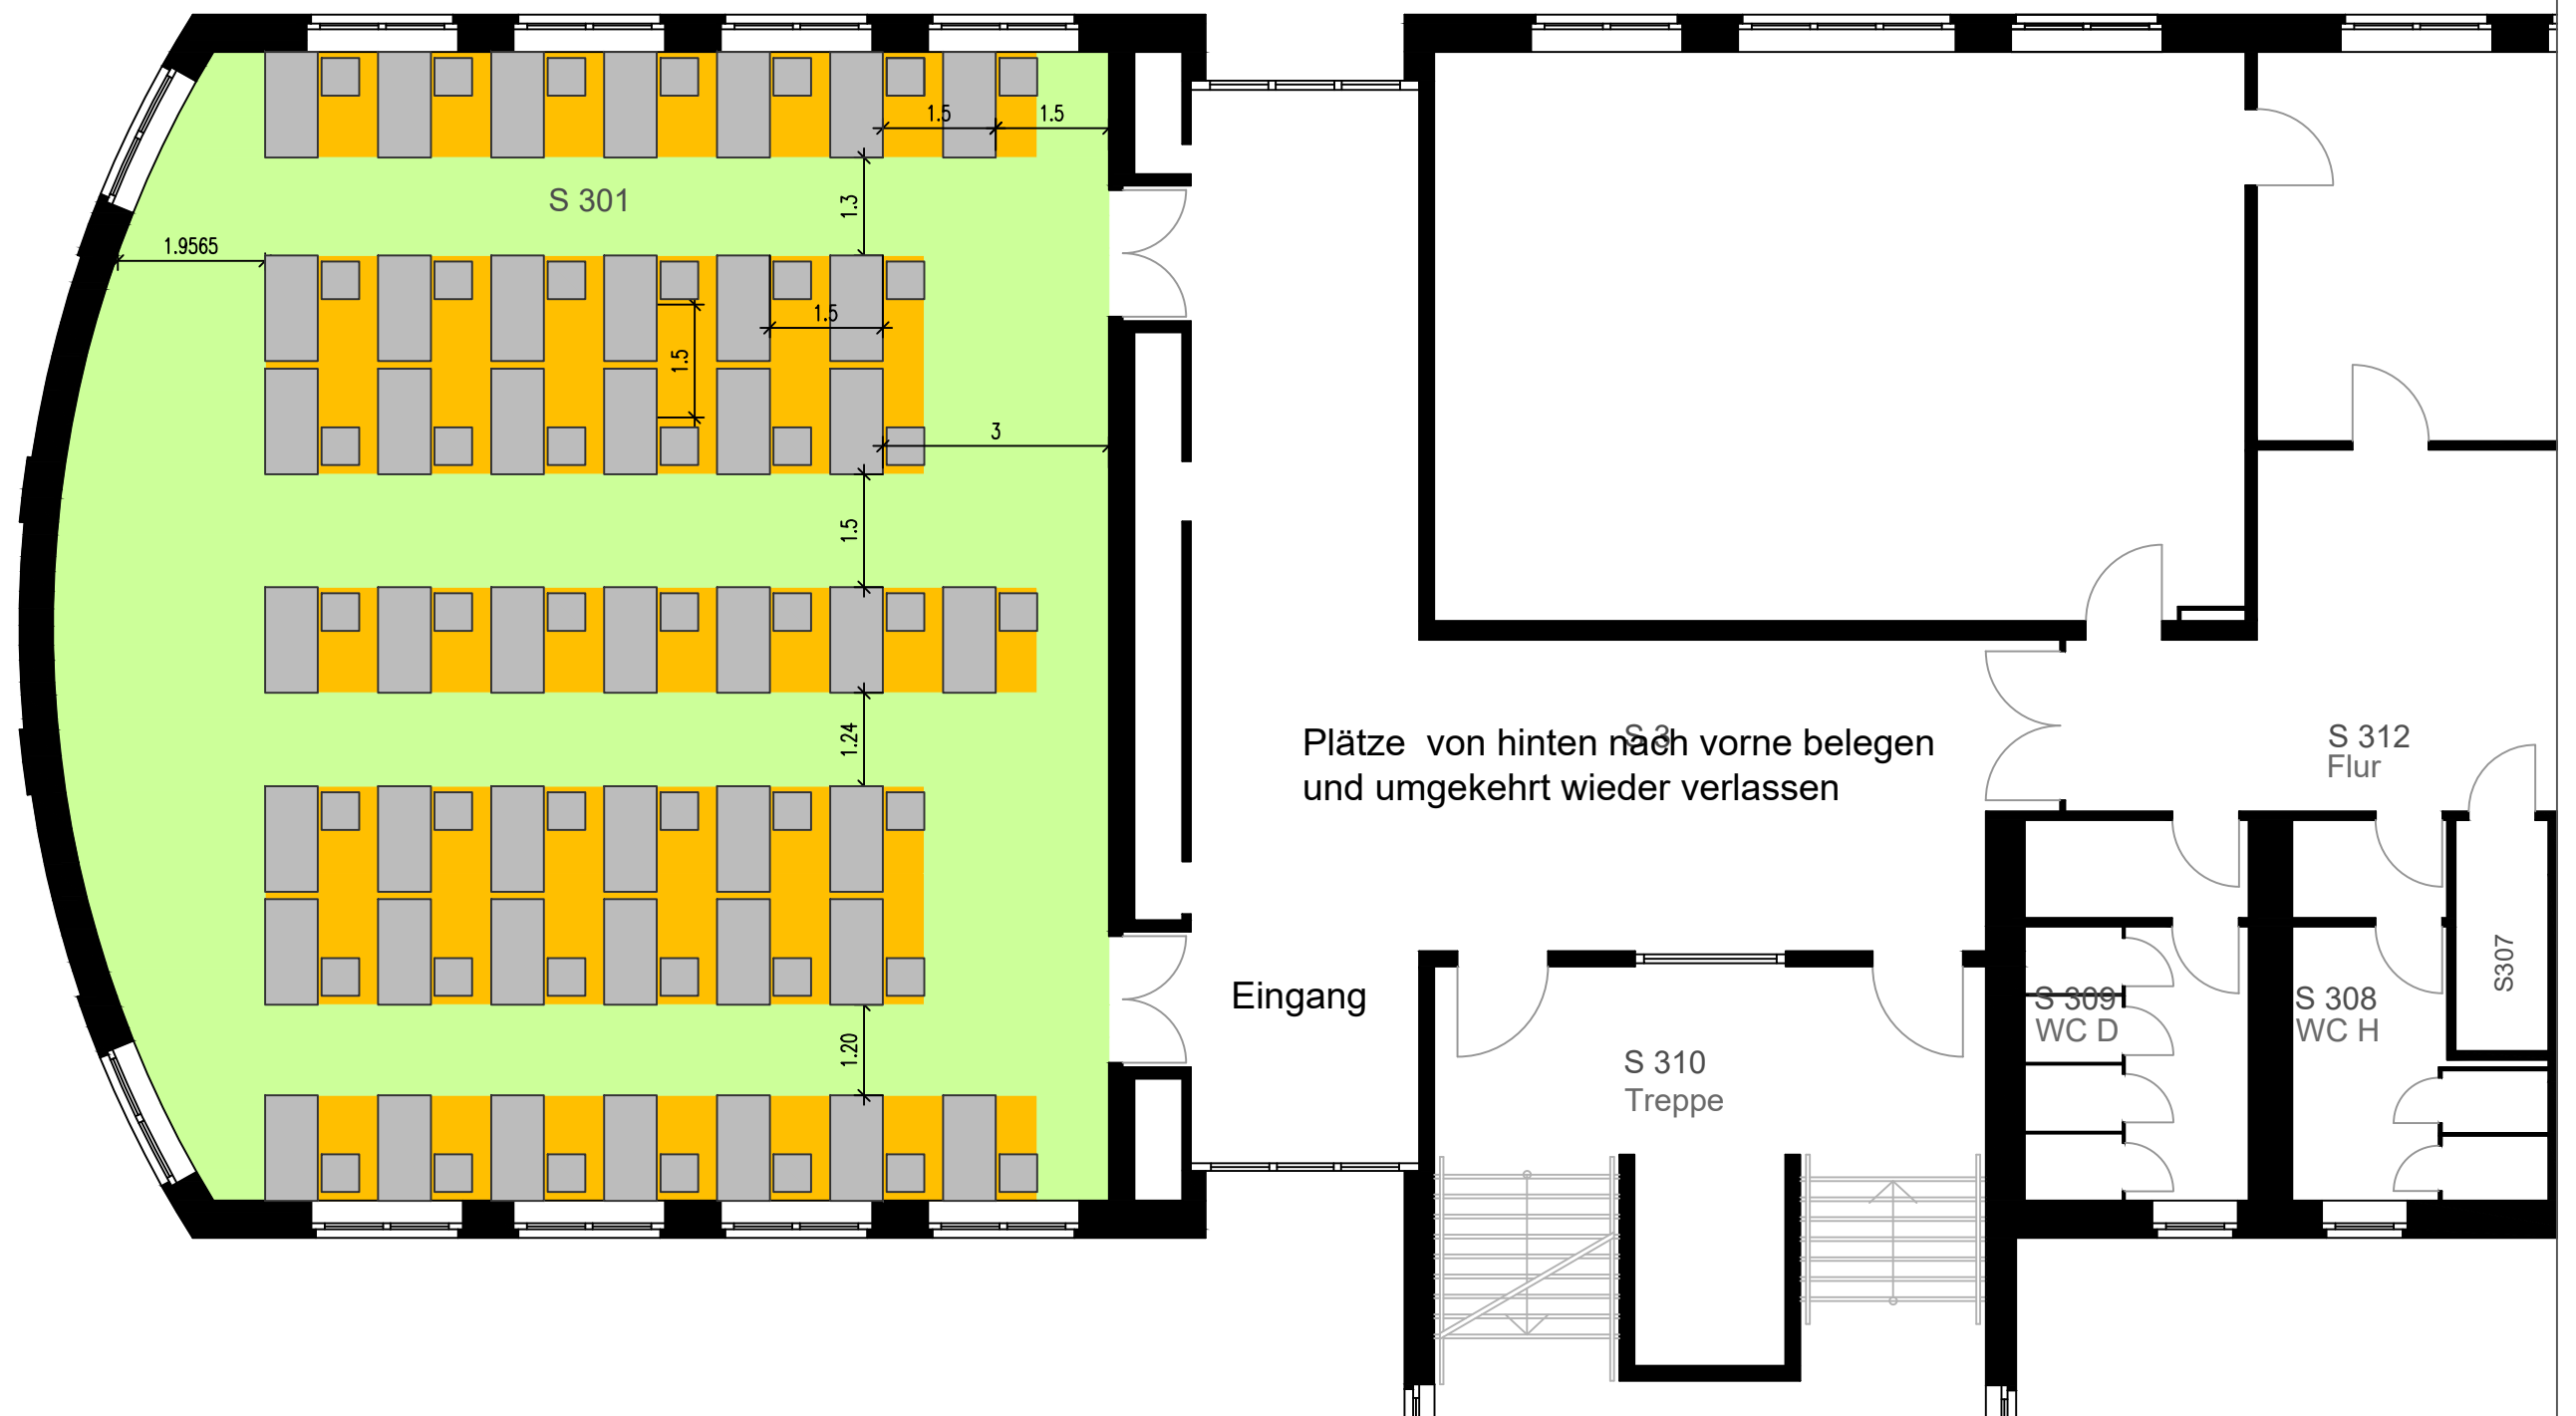 1.5
1.5
S 301
1.3
1.9565
1.5
1.5
3
1.5
1.24
Plätze  von hinten nach vorne belegen
und umgekehrt wieder verlassen
S 3
S 312
Flur
Eingang
S307
S 309
WC D
S 308
WC H
1.20
S 310
Treppe